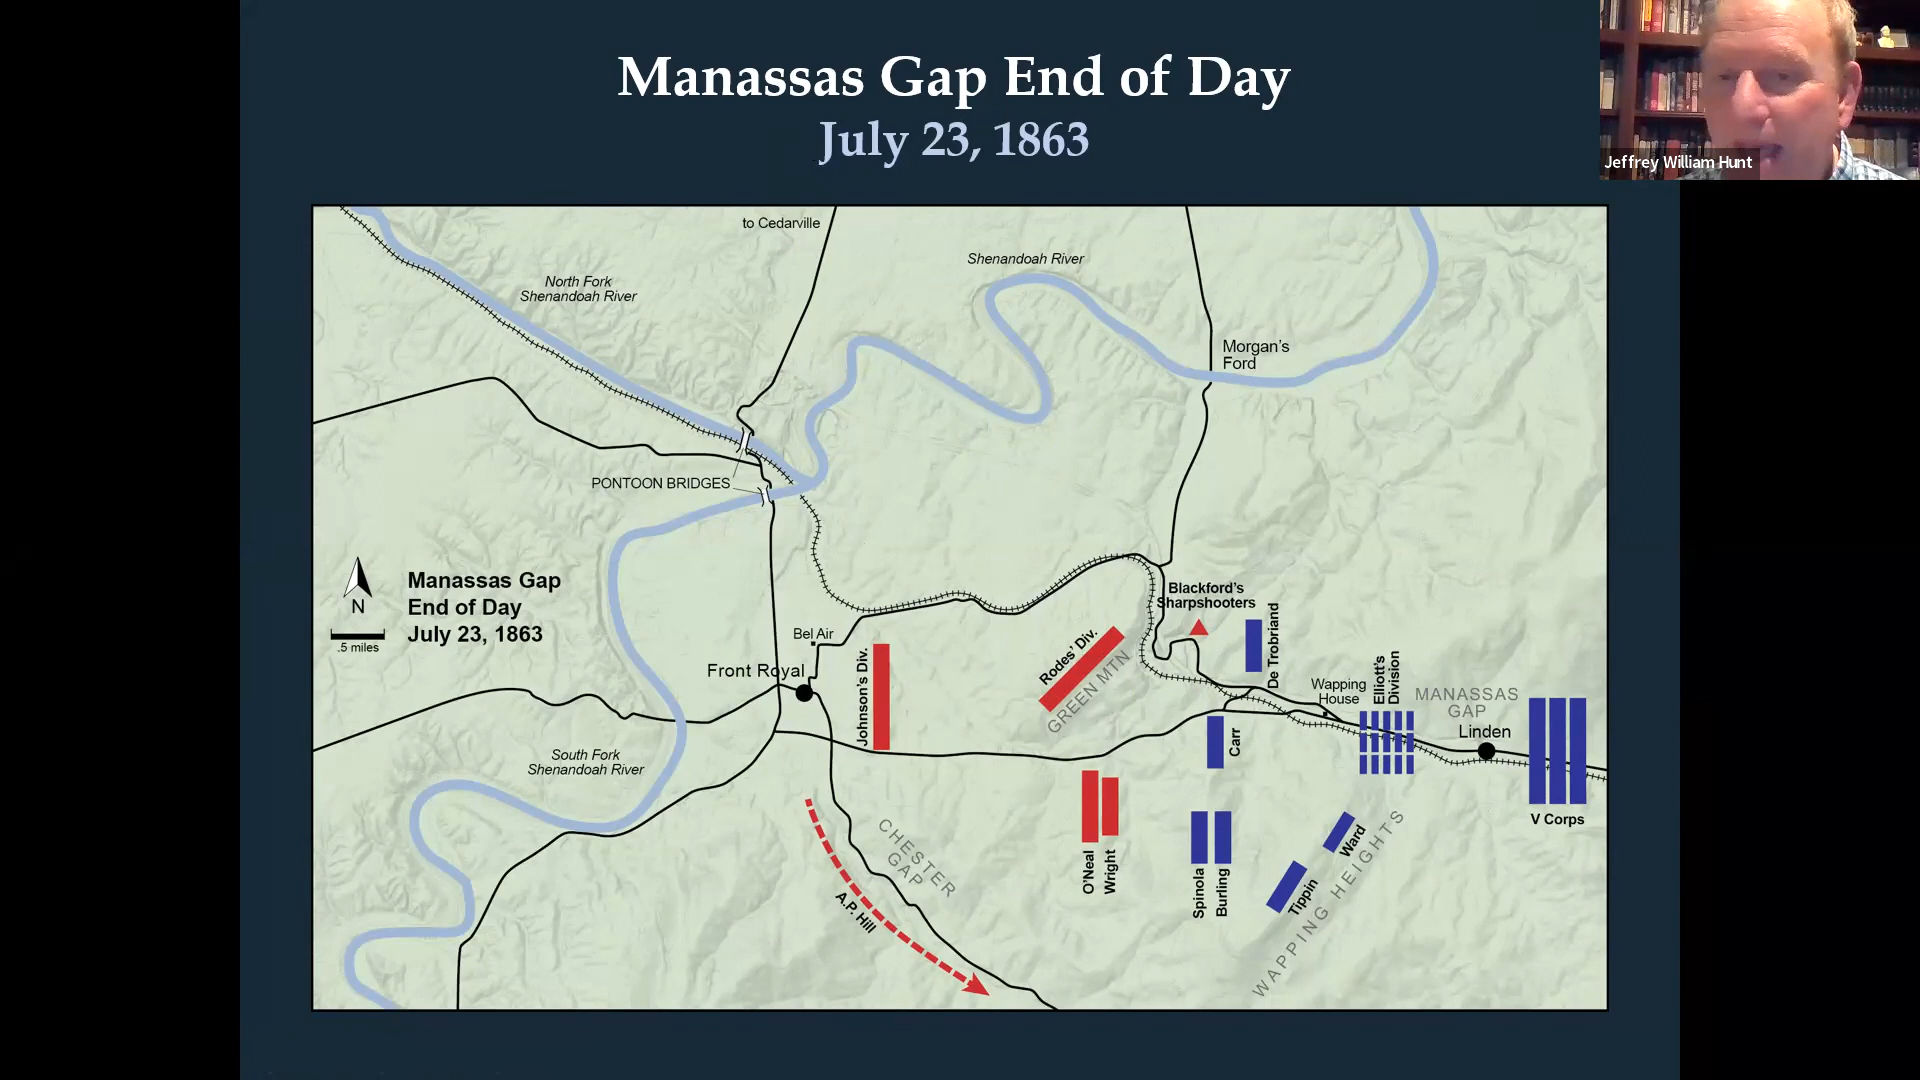 Manassas Gap End of Day
July 23, 1863
Jeffrey William Hunt
to Cedarville
Shenandoah River
North Fork
Shenandoah River
Morgan's
Ford
PONTOON BRIDGES
N
.5 miles
Manassas Gap
End of Day
July 23, 1863
Blackford's
Sharpshooters
De Trobriand
Bel Air
Front Royal
Johnson's Div.
Rodes' Div.
GREEN MTN
Wapping
House
Elliott's
Division
MANASSAS
GAP
Linden
V Corps
Carr
South Fork
Shenandoah River
CHESTER
GAP
A.P. Hill
O'Neal
Wright
Spinola
Burling
Tippin
Ward
WAPPING HEIGHTS